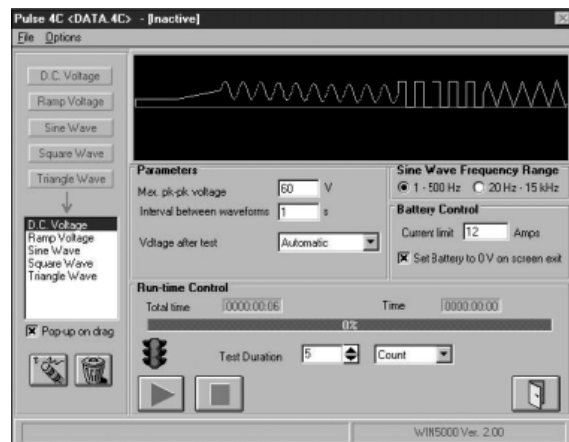 Pulse 4C <DATA.4C> - [Inactive]
File Options
D.C. Voltage
Ramp Voltage
Sine Wave
Square Wave
Triangle Wave
D.C. Voltage
Ramp Voltage
Sine Wave
Square Wave
Triangle Wave
Pop-up on drag
Parameters
Max. pk-pk voltage 60 V
Interval between waveforms 1 s
Voltage after test Automatic
Sine Wave Frequency Range
1 - 500 Hz 20 Hz - 15 kHz
Battery Control
Current limit 12 Amps
Set Battery to 0V on screen exit
Run-time Control
Total time 0000:00:06 Time 0000:00:00
0%
Test Duration 5 Count
WIN5000 Ver. 2.00